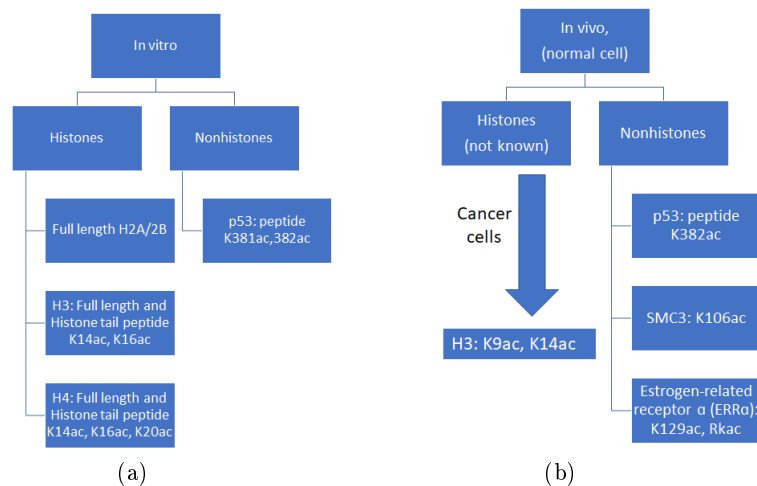 In vitro
Histones
Nonhistones
Full length H2A/2B
p53: peptide
K381ac,382ac
H3: Full length and
Histone tail peptide
K14ac, K16ac
H4: Full length and
Histone tail peptide
K14ac, K16ac, K20ac
(a)
In vivo,
(normal cell)
Histones
(not known)
Nonhistones
Cancer
cells
p53: peptide
K382ac
SMC3: K106ac
H3: K9ac, K14ac
Estrogen-related
receptor α (ERRα):
K129ac, Rkac
(b)